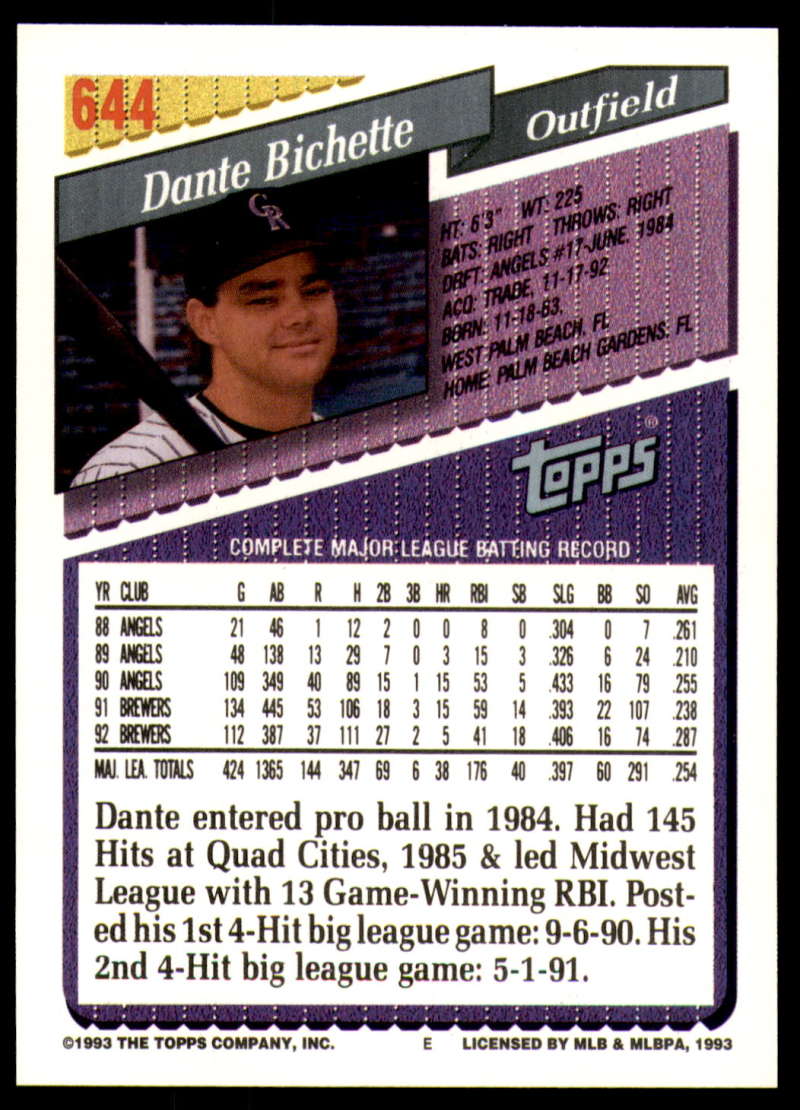 644
Dante Bichette
Outfield
CR
HT: 6'3" WT: 225
BATS: RIGHT THROWS: RIGHT
DRFT: ANGELS #17-JUNE, 1984
ACQ: TRADE, 11-17-92
BORN: 11-18-63,
WEST PALM BEACH, FL
HOME: PALM BEACH GARDENS, FL
Topps®
COMPLETE MAJOR LEAGUE BATTING RECORD
YR CLUB G AB R H 2B 3B HR RBI SB SLG BB SO AVG
88 ANGELS 21 46 1 12 2 0 0 8 0 .304 0 7 .261
89 ANGELS 48 138 13 29 7 0 3 15 3 .326 6 24 .210
90 ANGELS 109 349 40 89 15 1 15 53 5 .433 16 79 .255
91 BREWERS 134 445 53 106 18 3 15 59 14 .393 22 107 .238
92 BREWERS 112 387 37 111 27 2 5 41 18 .406 16 74 .287
MAJ. LEA. TOTALS 424 1365 144 347 69 6 38 176 40 .397 60 291 .254
Dante entered pro ball in 1984. Had 145
Hits at Quad Cities, 1985 & led Midwest
League with 13 Game-Winning RBI. Post-
ed his 1st 4-Hit big league game: 9-6-90. His
2nd 4-Hit big league game: 5-1-91.
©1993 THE TOPPS COMPANY, INC. E LICENSED BY MLB & MLBPA, 1993